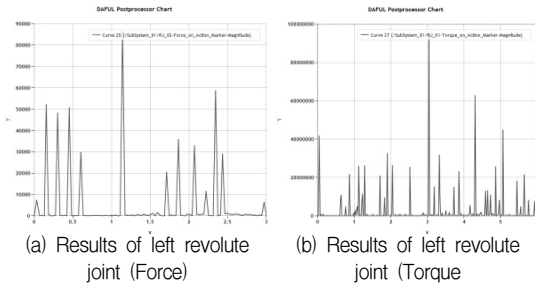 DAFUL Postprocessor Chart
Curve 25 (/SubSystem_01/RJ_02-Force_on_Action_Marker-Magnitude)
90000
80000
70000
60000
50000
40000
30000
20000
10000
0
Y
0
0.5
1
1.5
2
2.5
3
X
(a) Results of left revolute
joint (Force)
DAFUL Postprocessor Chart
Curve 27 (/SubSystem_01/RJ_01-Torque_on_Action_Marker-Magnitude)
100000000
80000000
60000000
40000000
20000000
0
Y
0
1
2
3
4
5
X
(b) Results of left revolute
joint (Torque